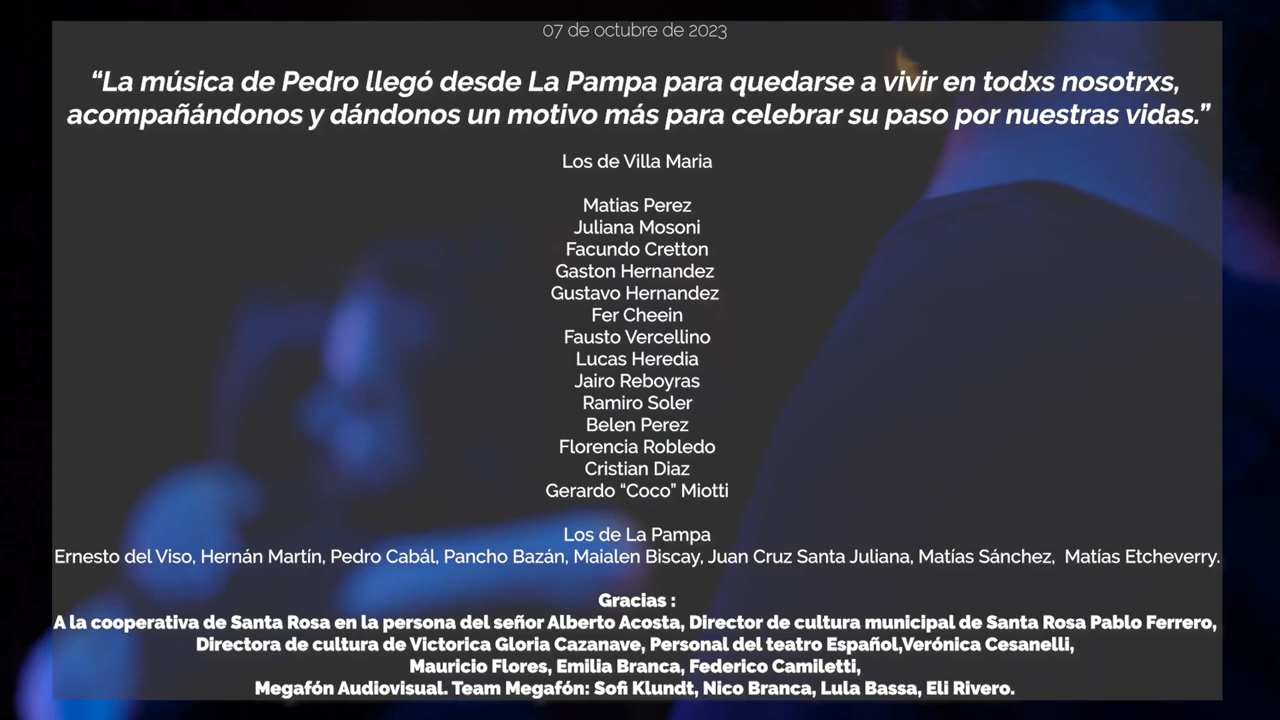 07 de octubre de 2023
“La música de Pedro llegó desde La Pampa para quedarse a vivir en todxs nosotrxs,
acompañándonos y dándonos un motivo más para celebrar su paso por nuestras vidas.”
Los de Villa Maria
Matias Perez
Juliana Mosoni
Facundo Cretton
Gaston Hernandez
Gustavo Hernandez
Fer Cheein
Fausto Vercellino
Lucas Heredia
Jairo Reboyras
Ramiro Soler
Belen Perez
Florencia Robledo
Cristian Diaz
Gerardo “Coco” Miotti
Los de La Pampa
Ernesto del Viso, Hernán Martín, Pedro Cabál, Pancho Bazán, Maialen Biscay, Juan Cruz Santa Juliana, Matías Sánchez,  Matías Etcheverry.
Gracias :
A la cooperativa de Santa Rosa en la persona del señor Alberto Acosta, Director de cultura municipal de Santa Rosa Pablo Ferrero,
Directora de cultura de Victorica Gloria Cazanave, Personal del teatro Español,Verónica Cesanelli,
Mauricio Flores, Emilia Branca, Federico Camiletti,
Megafón Audiovisual. Team Megafón: Sofi Klundt, Nico Branca, Lula Bassa, Eli Rivero.